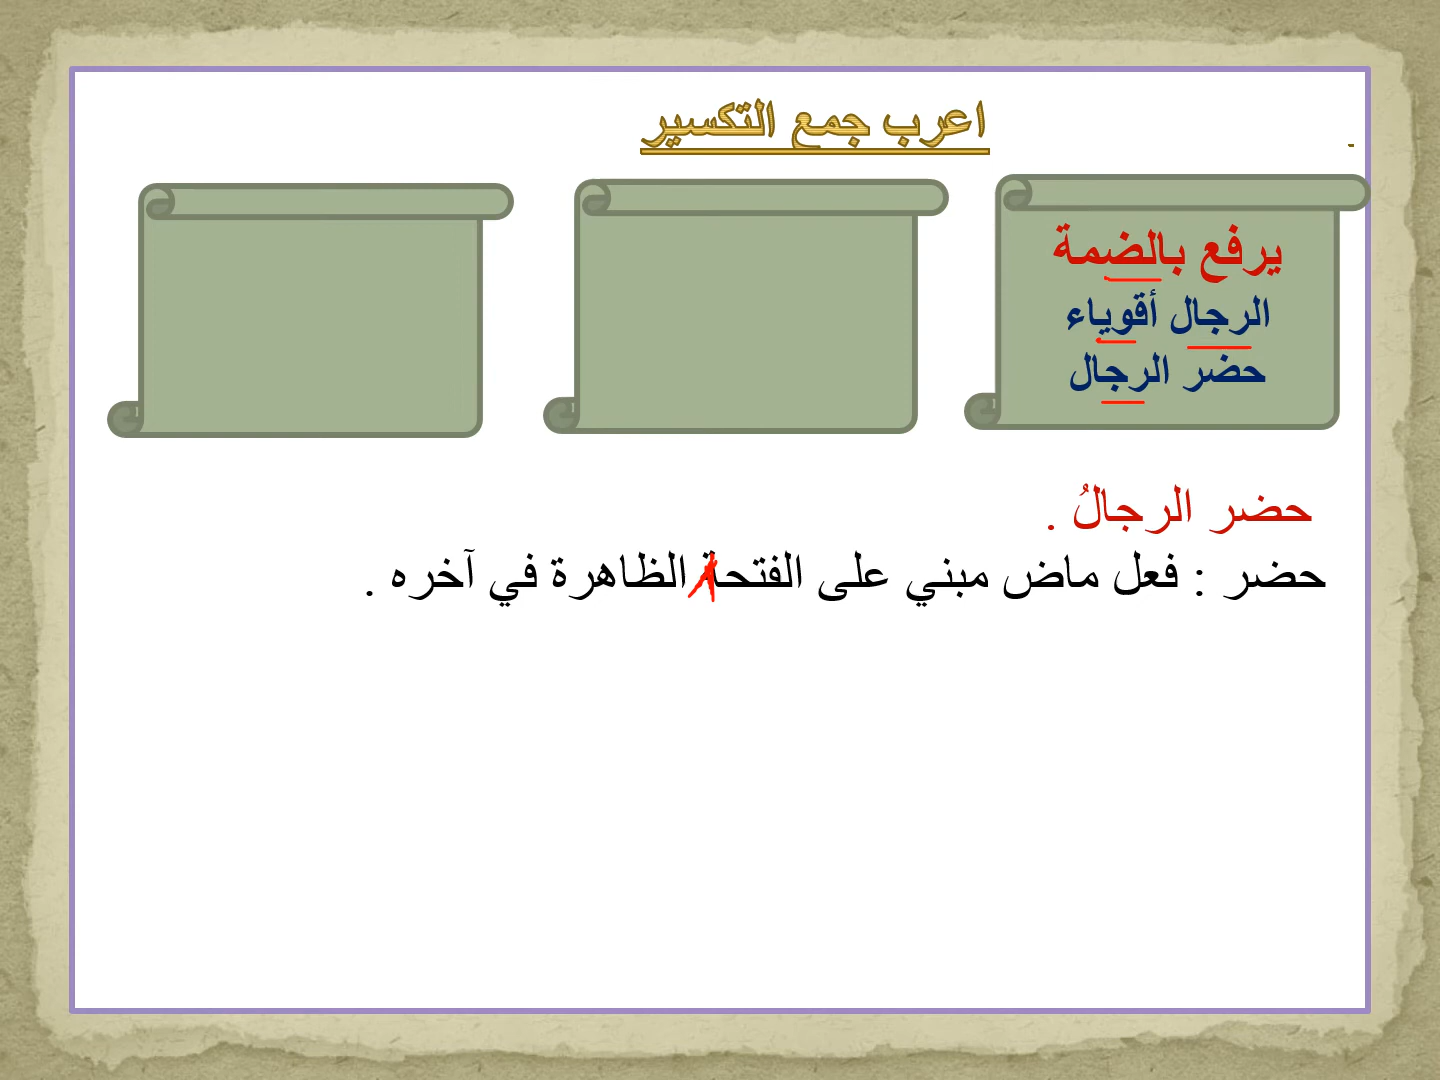 اعرب جمع التكسير
يرفع بالضمة
الرجال أقوياء
حضر الرجال
حضر الرجالُ .
حضر : فعل ماض مبني على الفتحة الظاهرة في آخره .